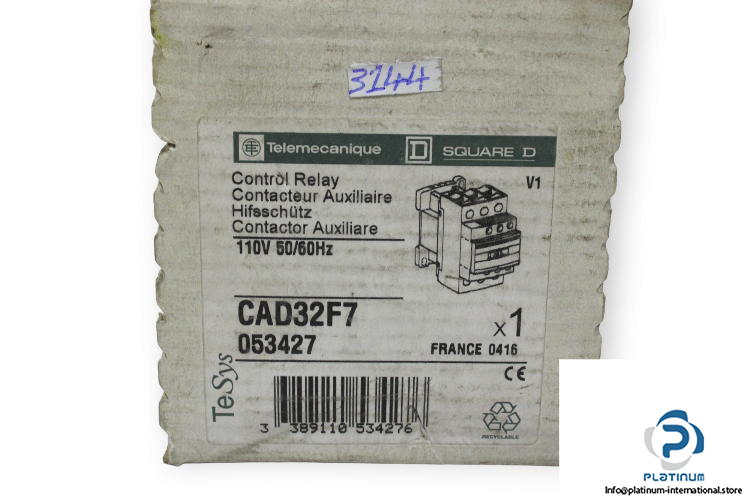 3144
Telemecanique
SQUARE D
Control Relay
Contacteur Auxiliaire
Hifsschütz
Contactor Auxiliare
110V 50/60Hz
V1
CAD32F7
053427
x1
FRANCE 0416
CE
TeSys
3 389110 534276
RECYCLABLE
PLATINUM
Info@platinum-international.store